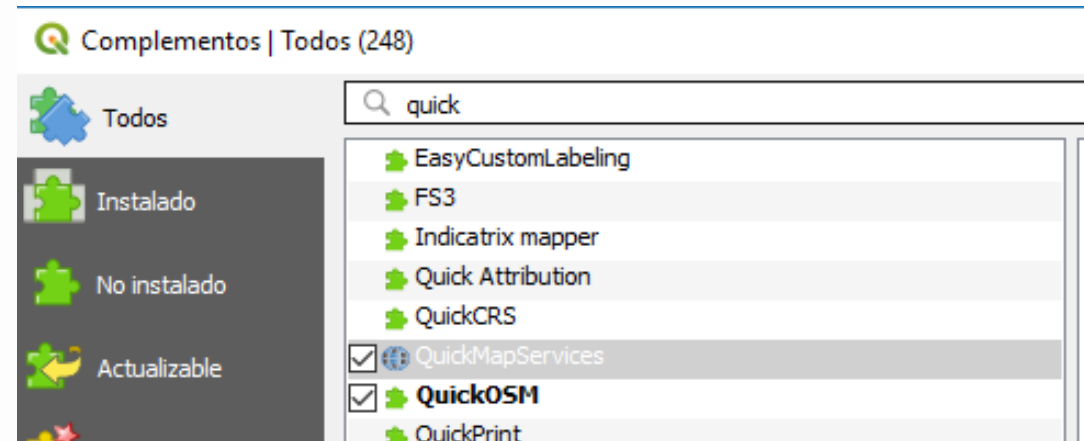 Complementos | Todos (248)
Todos
Instalado
No instalado
Actualizable
quick
EasyCustomLabeling
FS3
Indicatrix mapper
Quick Attribution
QuickCRS
QuickMapServices
QuickOSM
QuickPrint